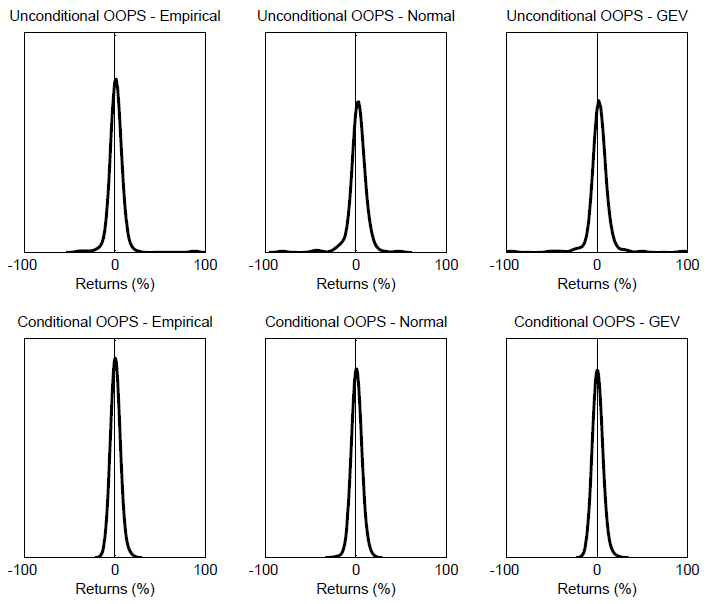 Unconditional OOPS - Empirical
Unconditional OOPS - Normal
Unconditional OOPS - GEV
-100 0 100
-100 0 100
-100 0 100
Returns (%)
Returns (%)
Returns (%)
Conditional OOPS - Empirical
Conditional OOPS - Normal
Conditional OOPS - GEV
-100 0 100
-100 0 100
-100 0 100
Returns (%)
Returns (%)
Returns (%)